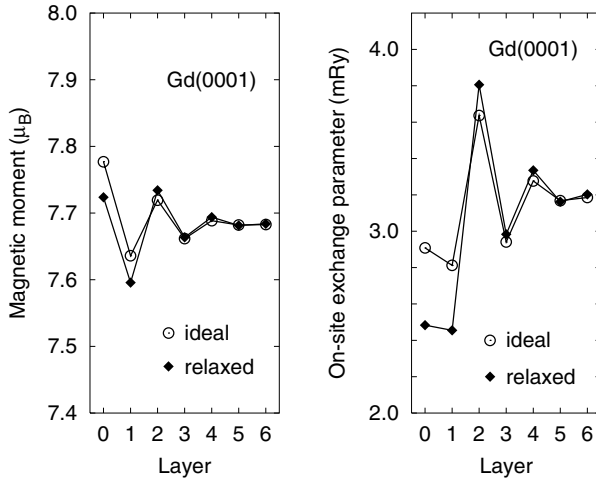 Magnetic moment (μB)
8.0
7.9
7.8
7.7
7.6
7.5
7.4
Gd(0001)
ideal
relaxed
0 1 2 3 4 5 6
Layer
On-site exchange parameter (mRy)
4.0
3.0
2.0
Gd(0001)
ideal
relaxed
0 1 2 3 4 5 6
Layer